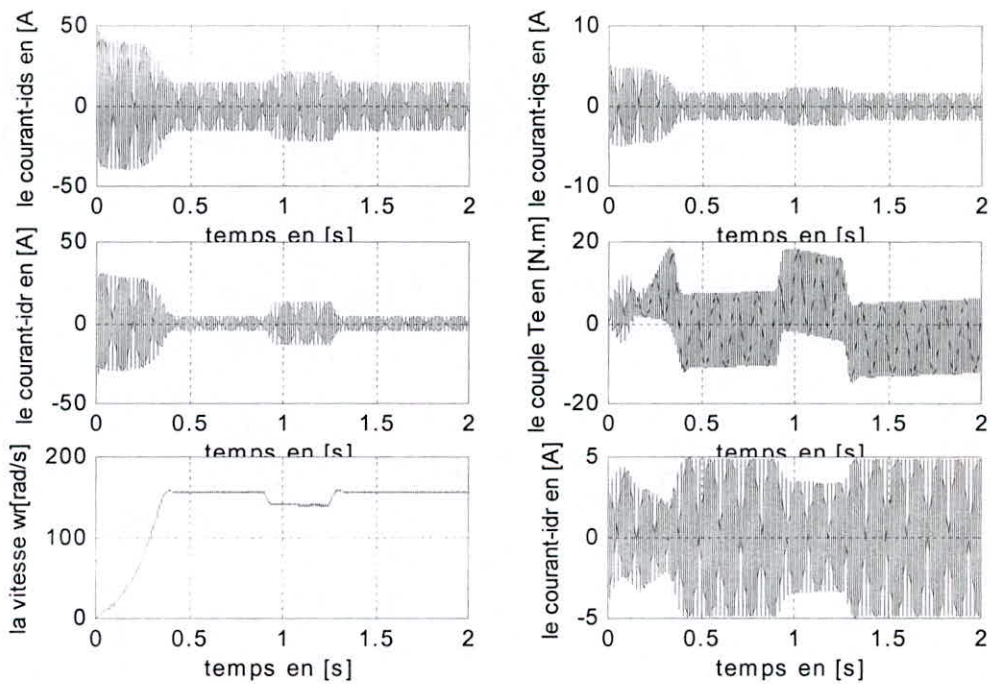 le courant-ids en [A
50
0
-50
0 0.5 1 1.5 2
temps en [s]
le courant-iqs en [A
10
0
-10
0 0.5 1 1.5 2
temps en [s]
le courant-idr en [A]
50
0
-50
0 0.5 1 1.5 2
temps en [s]
le couple Te en [N.m]
20
0
-20
0 0.5 1 1.5 2
temps en [s]
la vitesse wr[rad/s]
200
100
0
0 0.5 1 1.5 2
temps en [s]
le courant-idr en [A]
5
0
-5
0 0.5 1 1.5 2
temps en [s]